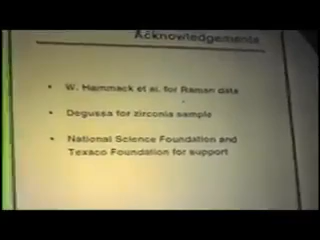 Acknowledgements
• W. Hammack et al. for Raman data
• Degussa for zirconia sample
• National Science Foundation and
Texaco Foundation for support